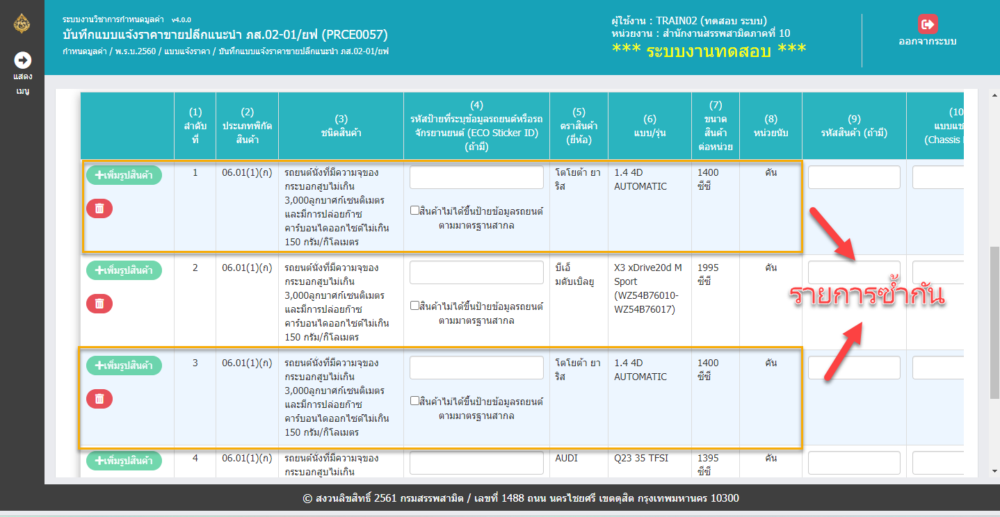 แสดง
เมนู
ระบบงานวิชาการกำหนดมูลค่า v4.0.0
บันทึกแบบแจ้งราคาขายปลีกแนะนำ ภส.02-01/ยฟ (PRCE0057)
กำหนดมูลค่า / พ.ร.บ.2560 / แบบแจ้งราคา / บันทึกแบบแจ้งราคาขายปลีกแนะนำ ภส.02-01/ยฟ
ผู้ใช้งาน : TRAIN02 (ทดสอบ ระบบ)
หน่วยงาน : สำนักงานสรรพสามิตภาคที่ 10
*** ระบบงานทดสอบ ***
ออกจากระบบ
(1)
ลำดับ
ที่
(2)
ประเภทพิกัด
สินค้า
(3)
ชนิดสินค้า
(4)
รหัสป้ายที่ระบุข้อมูลรถยนต์หรือรถ
จักรยานยนต์ (ECO Sticker ID)
(ถ้ามี)
(5)
ตราสินค้า
(ยี่ห้อ)
(6)
แบบ/รุ่น
(7)
ขนาด
สินค้า
ต่อหน่วย
(8)
หน่วยนับ
(9)
รหัสสินค้า (ถ้ามี)
(10
แบบแช
(Chassis
เพิ่มรูปสินค้า
1
06.01(1)(ก)
รถยนต์นั่งที่มีความจุของ
กระบอกสูบไม่เกิน
3,000ลูกบาศก์เซนติเมตร
และมีการปล่อยก๊าซ
คาร์บอนไดออกไซด์ไม่เกิน
150 กรัม/กิโลเมตร
สินค้าไม่ได้ขึ้นป้ายข้อมูลรถยนต์
ตามมาตรฐานสากล
โตโยต้า ยา
ริส
1.4 4D
AUTOMATIC
1400
ซีซี
คัน
เพิ่มรูปสินค้า
2
06.01(1)(ก)
รถยนต์นั่งที่มีความจุของ
กระบอกสูบไม่เกิน
3,000ลูกบาศก์เซนติเมตร
และมีการปล่อยก๊าซ
คาร์บอนไดออกไซด์ไม่เกิน
150 กรัม/กิโลเมตร
สินค้าไม่ได้ขึ้นป้ายข้อมูลรถยนต์
ตามมาตรฐานสากล
บีเอ็
มดับเบิลยู
X3 xDrive20d M
Sport
(WZ54B76010-
WZ54B76017)
1995
ซีซี
คัน
รายการซ้ำกัน
เพิ่มรูปสินค้า
3
06.01(1)(ก)
รถยนต์นั่งที่มีความจุของ
กระบอกสูบไม่เกิน
3,000ลูกบาศก์เซนติเมตร
และมีการปล่อยก๊าซ
คาร์บอนไดออกไซด์ไม่เกิน
150 กรัม/กิโลเมตร
สินค้าไม่ได้ขึ้นป้ายข้อมูลรถยนต์
ตามมาตรฐานสากล
โตโยต้า ยา
ริส
1.4 4D
AUTOMATIC
1400
ซีซี
คัน
เพิ่มรูปสินค้า
4
06.01(1)(ก)
รถยนต์นั่งที่มีความจุของ
กระบอกสูบไม่เกิน
AUDI
Q23 35 TFSI
1395
ซีซี
คัน
© สงวนลิขสิทธิ์ 2561 กรมสรรพสามิต / เลขที่ 1488 ถนน นครไชยศรี เขตดุสิต กรุงเทพมหานคร 10300